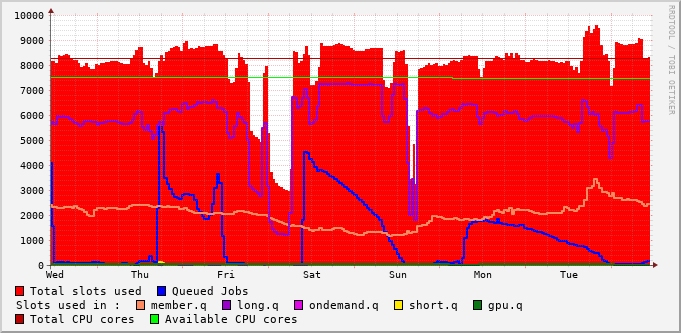 10000
9000
8000
7000
6000
5000
4000
3000
2000
1000
0
Wed Thu Fri Sat Sun Mon Tue
RRDTOOL / TOBI OETIKER
Total slots used Queued Jobs
Slots used in : member.q long.q ondemand.q short.q gpu.q
Total CPU cores Available CPU cores